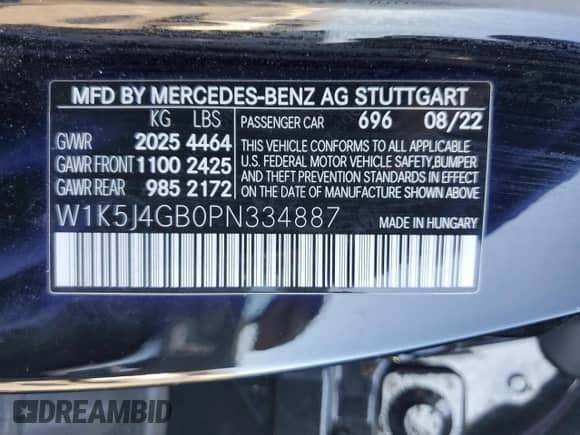 MFD BY MERCEDES-BENZ AG STUTTGART
KG LBS PASSENGER CAR 696 08/22
GVWR 2025 4464 THIS VEHICLE CONFORMS TO ALL APPLICABLE
GAWR FRONT 1100 2425 U.S. FEDERAL MOTOR VEHICLE SAFETY,BUMPER
GAWR REAR 985 2172 AND THEFT PREVENTION STANDARDS IN EFFECT ON THE DATE OF MANUFACTURE SHOWN ABOVE.
W1K5J4GB0PN334887
MADE IN HUNGARY
DREAMBID